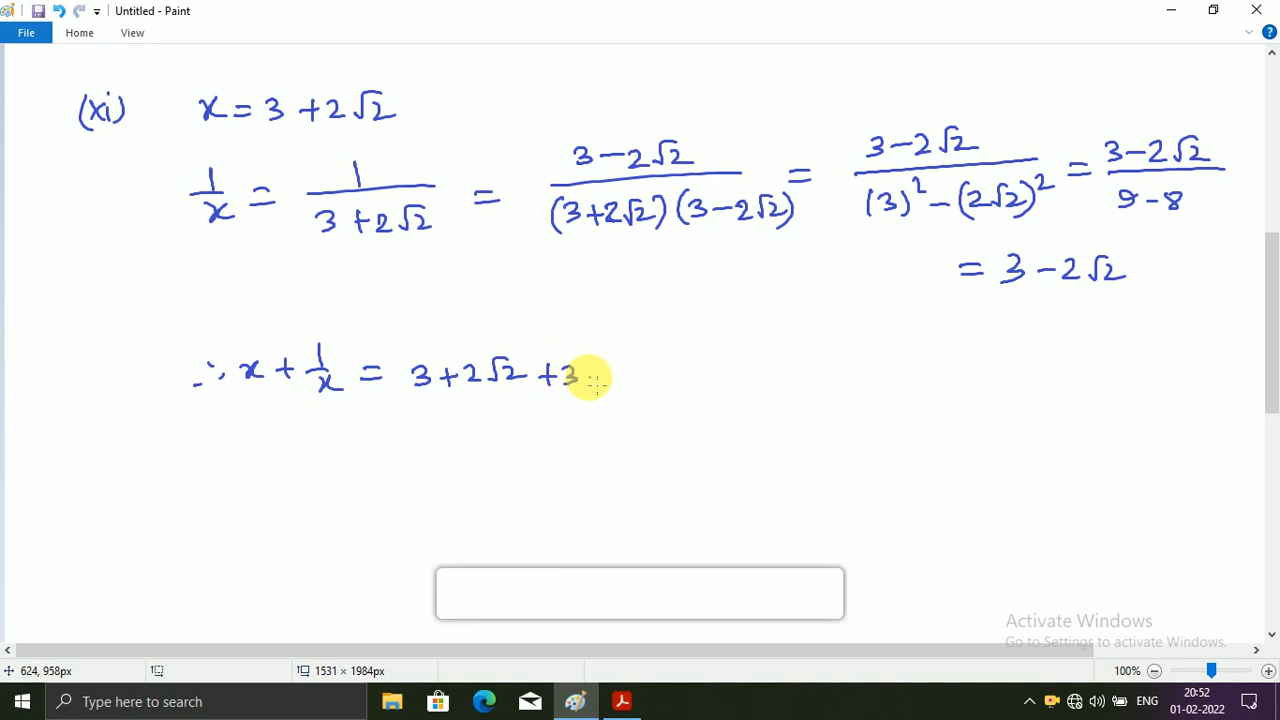 Untitled - Paint
File Home View
(xi) x = 3 + 2√2
1/x = 1/(3 + 2√2) = (3 - 2√2)/((3 + 2√2)(3 - 2√2)) = (3 - 2√2)/((3)² - (2√2)²) = (3 - 2√2)/(9 - 8)
= 3 - 2√2
∴ x + 1/x = 3 + 2√2 + 3
Activate Windows
Go to Settings to activate Windows.
624, 958px 1531 × 1984px 100%
Type here to search ENG 20:52
01-02-2022